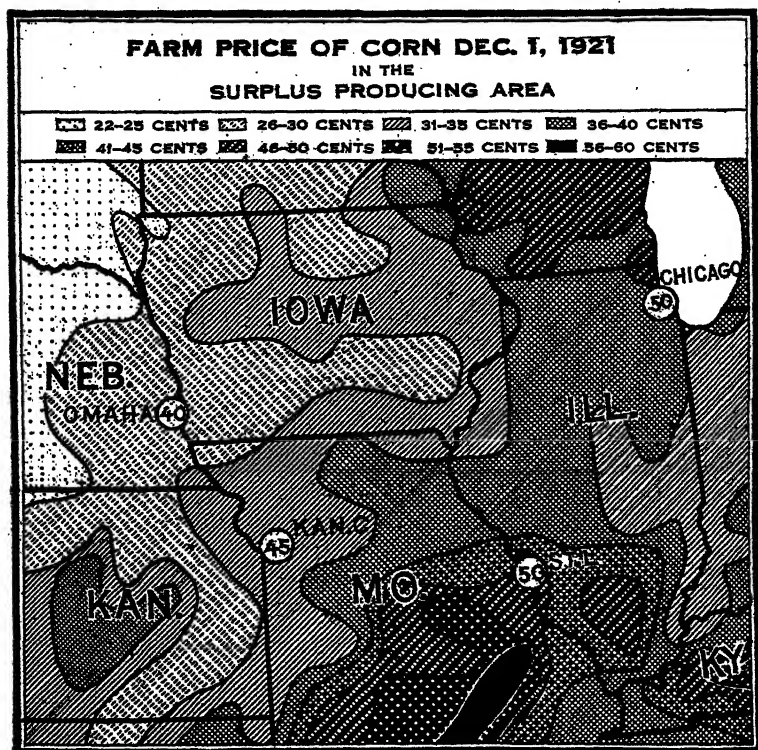 FARM PRICE OF CORN DEC. 1, 1921
IN THE
SURPLUS PRODUCING AREA
22-25 CENTS 26-30 CENTS 31-35 CENTS 36-40 CENTS
41-45 CENTS 46-50 CENTS 51-55 CENTS 56-60 CENTS
CHICAGO
50
IOWA
NEB.
OMAHA 40
ILL.
KAN.C.
45
ST.L.
50
KAN.
MO.
KY